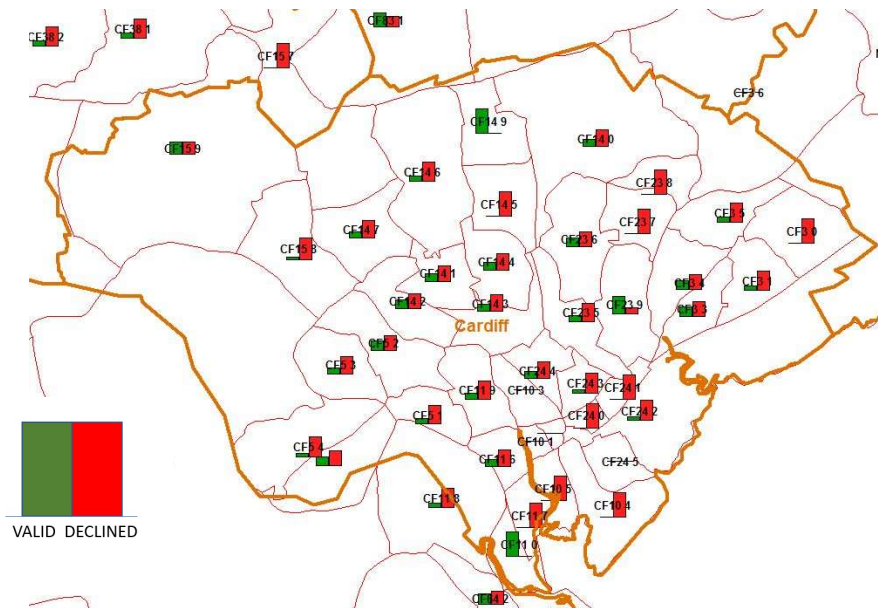 CF83 1
CF38 2
CF38 1
CF15 7
CF3 6
CF14 9
CF14 0
CF15 9
CF14 6
CF23 8
CF14 5
CF3 5
CF23 7
CF3 0
CF14 7
CF23 6
CF15 8
CF14 4
CF14 1
CF3 4
CF3 1
CF14 2
CF14 3
CF23 9
CF3 3
CF23 5
Cardiff
CF5 2
CF5 3
CF24 4
CF24 3
CF24 1
CF11 9
CF10 3
CF5 1
CF24 0
CF24 2
CF10 1
CF5 4
CF11 6
CF24 5
CF10 5
CF11 8
CF10 4
CF11 7
CF11 0
VALID DECLINED
CF64 2